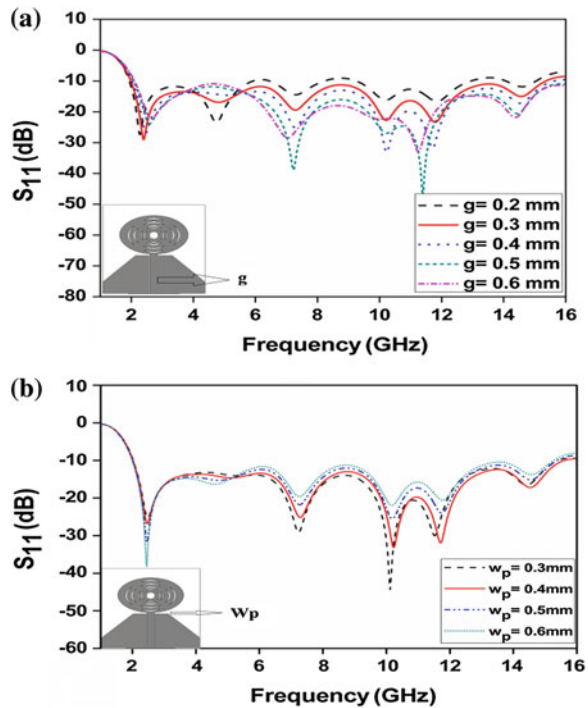 (a)
10
0
-10
-20
-30
-40
-50
-60
-70
-80
S11 (dB)
g
g= 0.2 mm
g= 0.3 mm
g= 0.4 mm
g= 0.5 mm
g= 0.6 mm
2 4 6 8 10 12 14 16
Frequency (GHz)
(b)
10
0
-10
-20
-30
-40
-50
-60
S11 (dB)
Wp
wp= 0.3mm
wp= 0.4mm
wp= 0.5mm
wp= 0.6mm
2 4 6 8 10 12 14 16
Frequency (GHz)